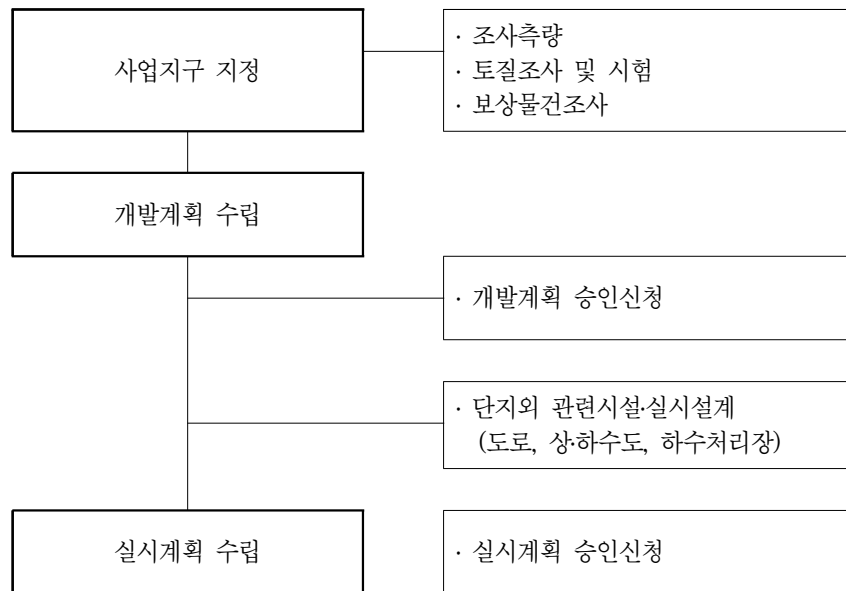 사업지구 지정
· 조사측량
· 토질조사 및 시험
· 보상물건조사
개발계획 수립
· 개발계획 승인신청
· 단지외 관련시설·실시설계
(도로, 상·하수도, 하수처리장)
실시계획 수립
· 실시계획 승인신청